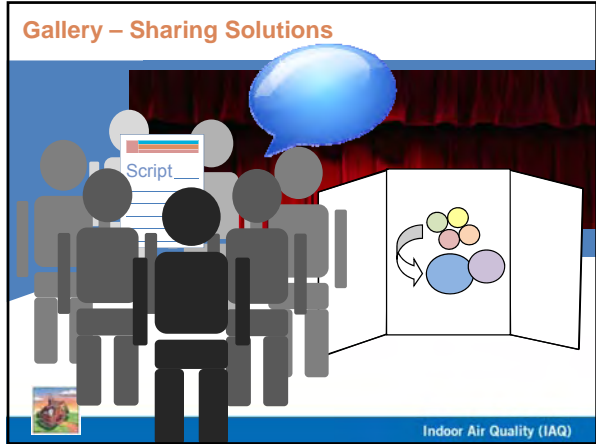 Gallery – Sharing Solutions
Script
Indoor Air Quality (IAQ)